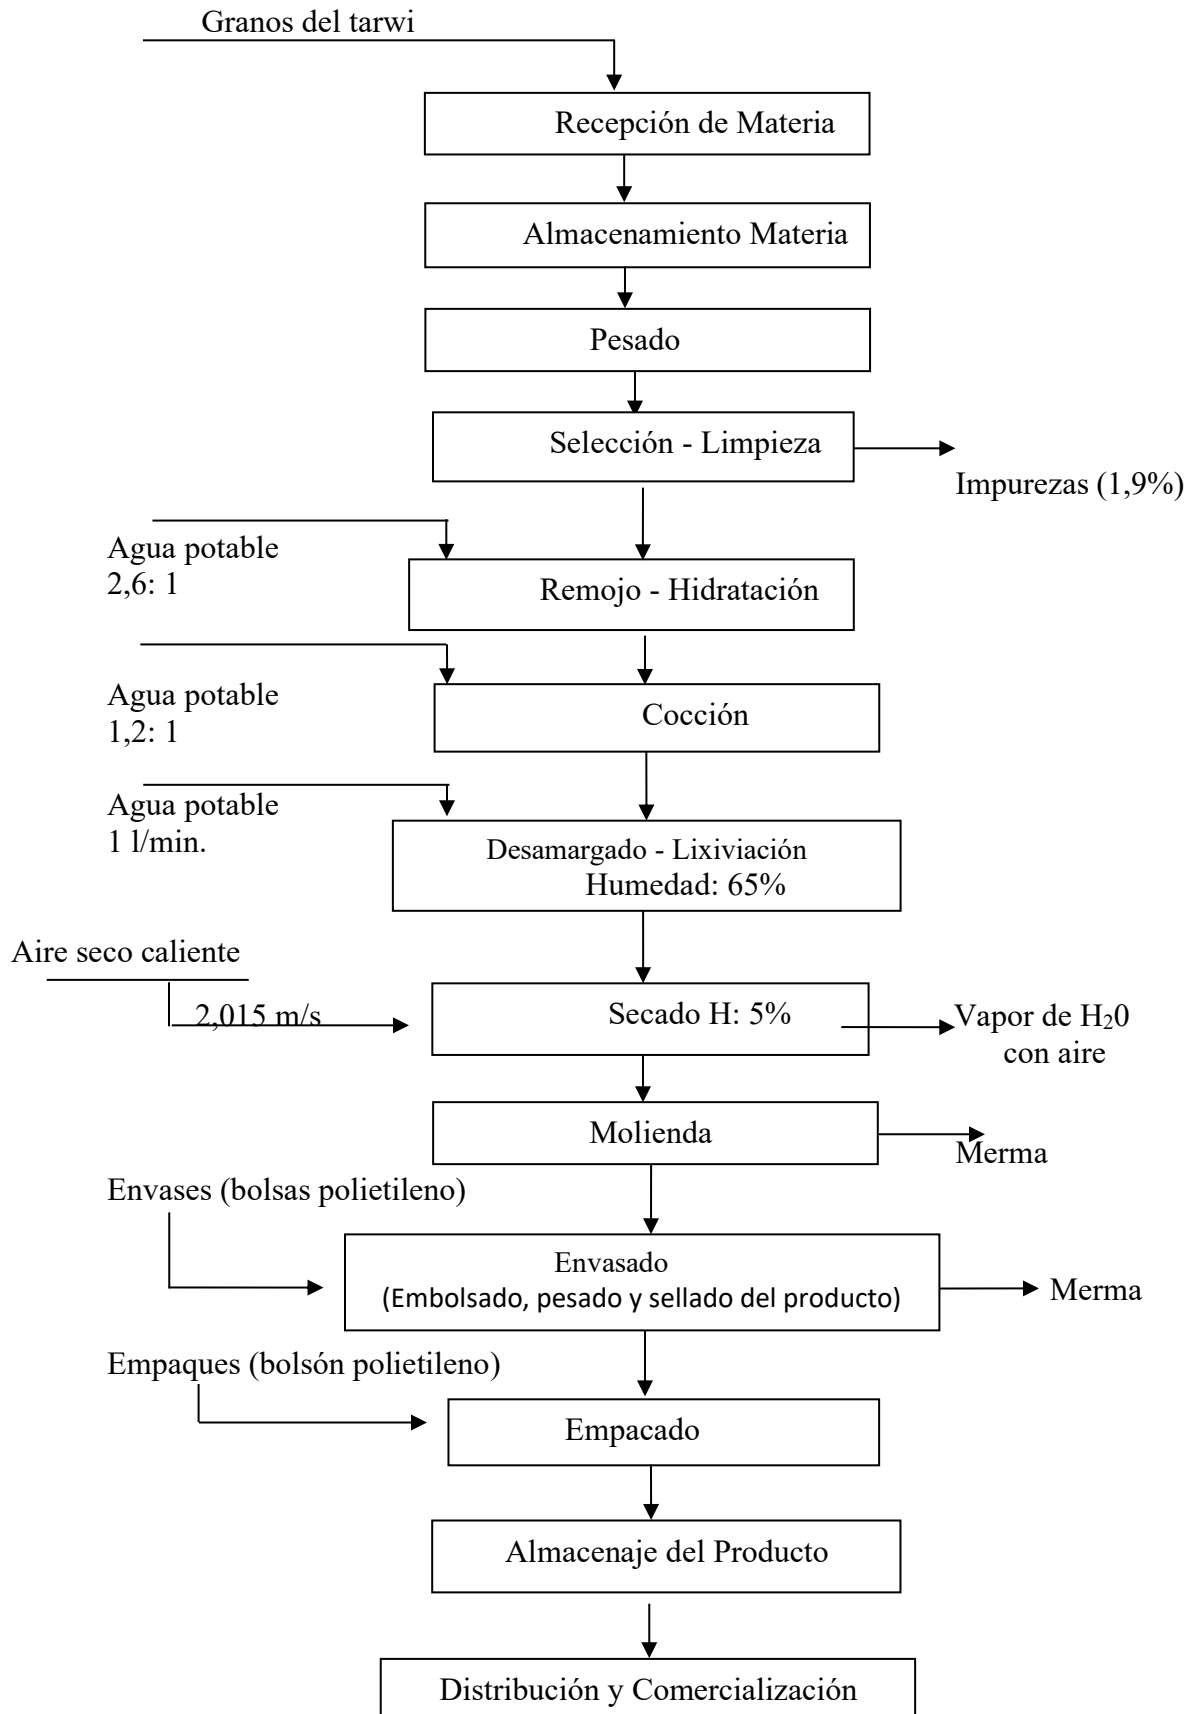 Granos del tarwi
Recepción de Materia
Almacenamiento Materia
Pesado
Selección - Limpieza
Impurezas (1,9%)
Agua potable
2,6: 1
Remojo - Hidratación
Agua potable
1,2: 1
Cocción
Agua potable
1 l/min.
Desamargado - Lixiviación
Humedad: 65%
Aire seco caliente
2,015 m/s
Secado H: 5%
Vapor de H₂0
con aire
Molienda
Merma
Envases (bolsas polietileno)
Envasado
(Embolsado, pesado y sellado del producto)
Merma
Empaques (bolsón polietileno)
Empacado
Almacenaje del Producto
Distribución y Comercialización